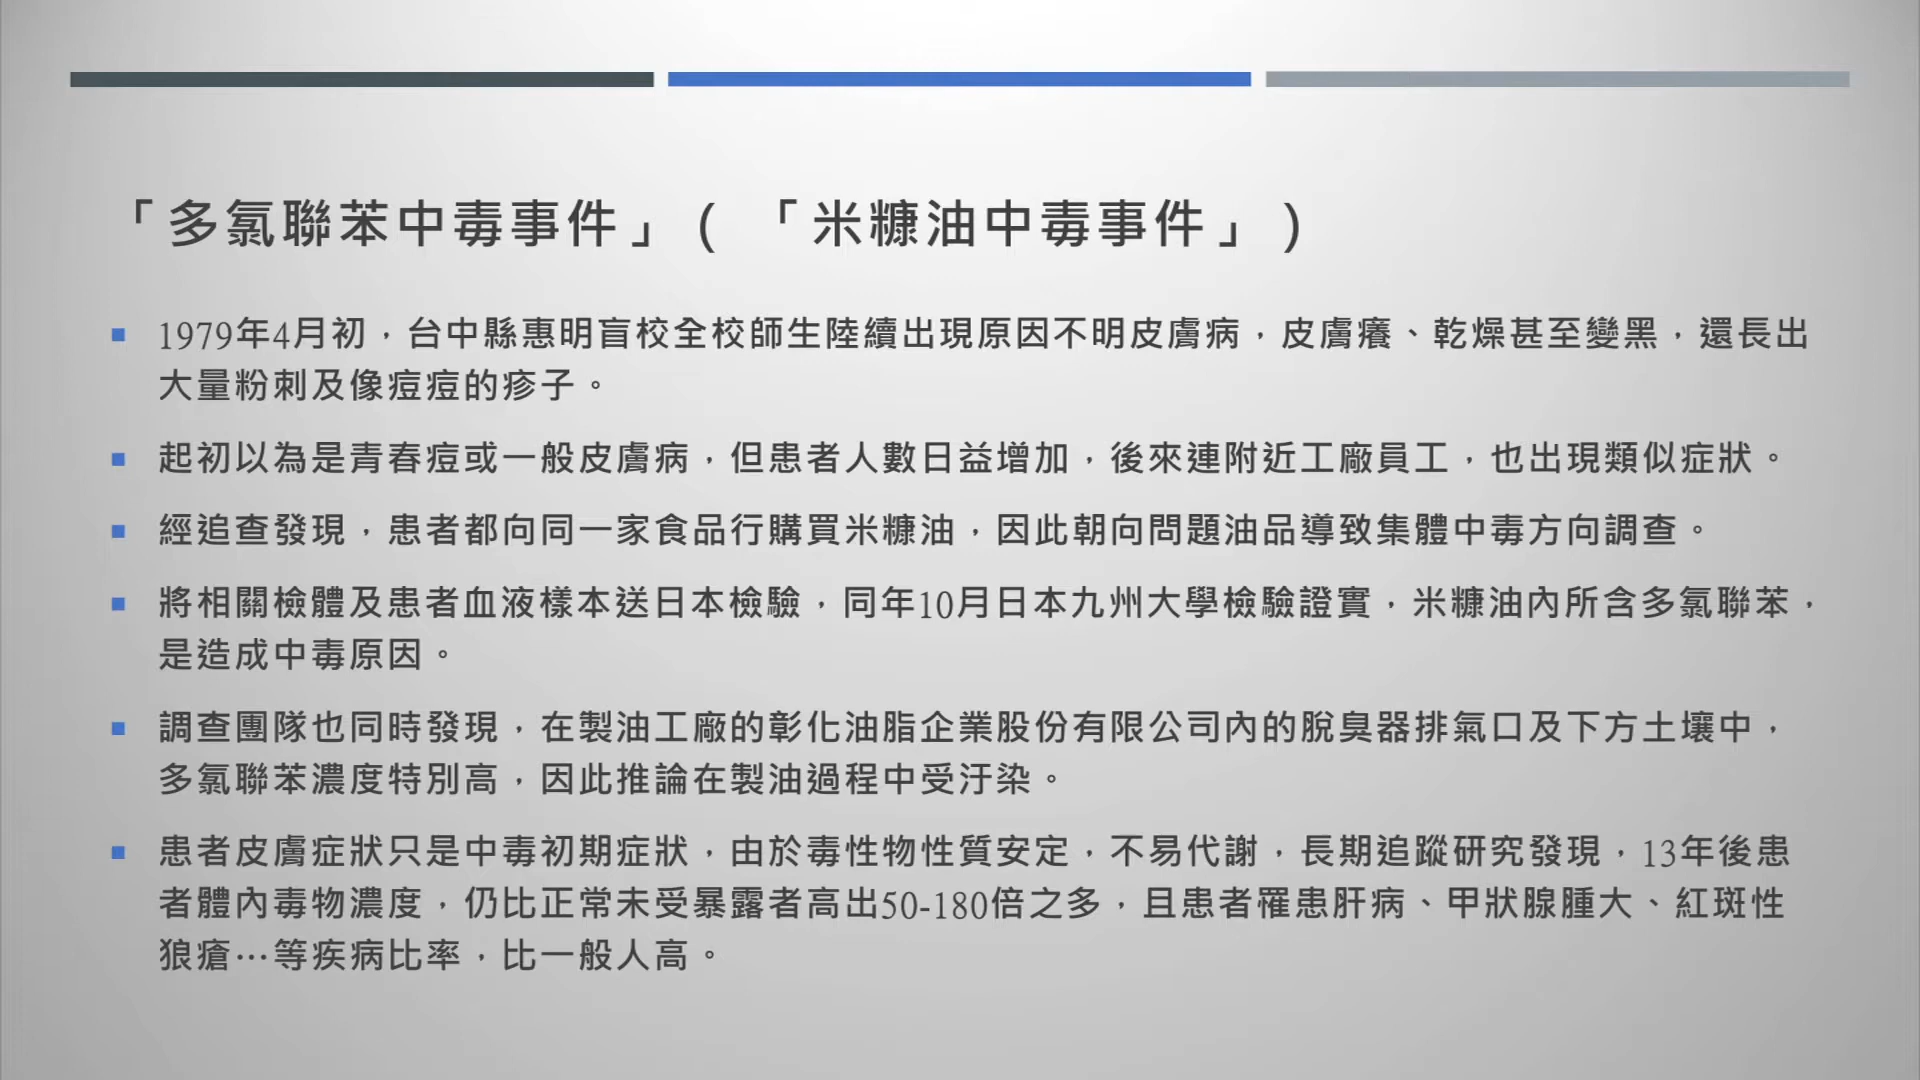 「多氯聯苯中毒事件」(「米糠油中毒事件」)
1979年4月初，台中縣惠明盲校全校師生陸續出現原因不明皮膚病，皮膚癢、乾燥甚至變黑，還長出
大量粉刺及像痘痘的疹子。
起初以為是青春痘或一般皮膚病，但患者人數日益增加，後來連附近工廠員工，也出現類似症狀。
經追查發現，患者都向同一家食品行購買米糠油，因此朝向問題油品導致集體中毒方向調查。
將相關檢體及患者血液樣本送日本檢驗，同年10月日本九州大學檢驗證實，米糠油內所含多氯聯苯，
是造成中毒原因。
調查團隊也同時發現，在製油工廠的彰化油脂企業股份有限公司內的脫臭器排氣口及下方土壤中，
多氯聯苯濃度特別高，因此推論在製油過程中受汙染。
患者皮膚症狀只是中毒初期症狀，由於毒性物性質安定，不易代謝，長期追蹤研究發現，13年後患
者體內毒物濃度，仍比正常未受暴露者高出50-180倍之多，且患者罹患肝病、甲狀腺腫大、紅斑性
狼瘡…等疾病比率，比一般人高。